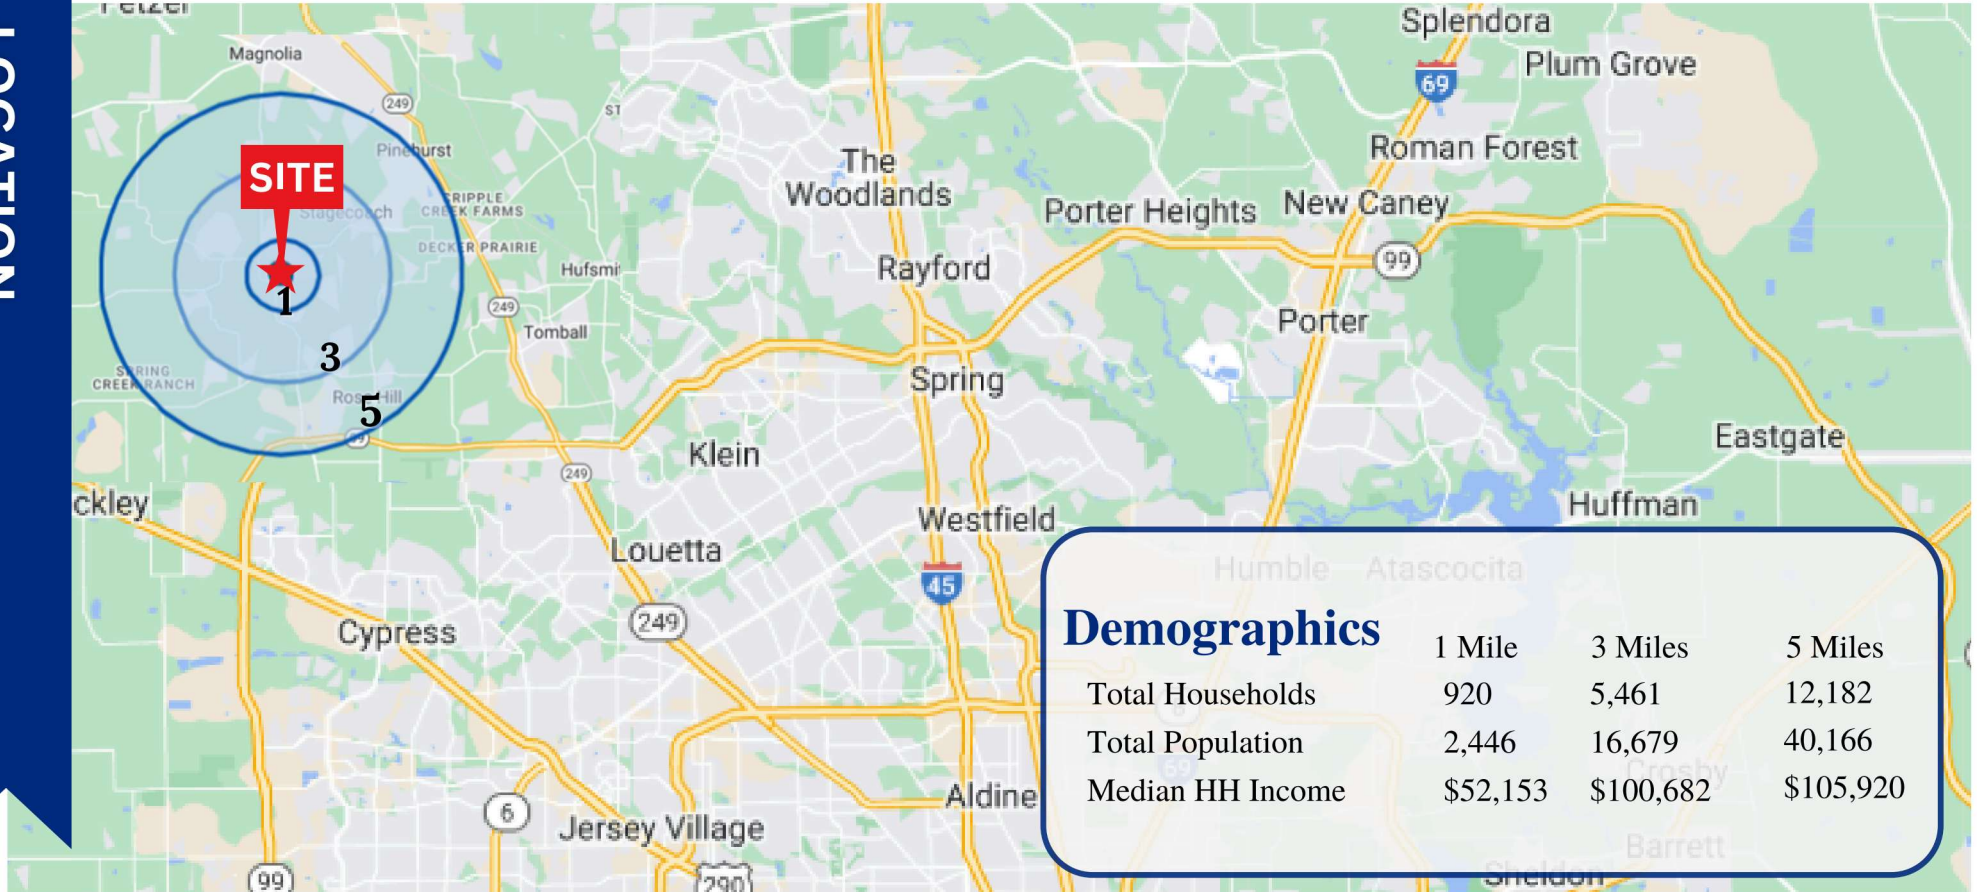 LOCATION
Magnolia
249
Pinehurst
SITE
Stagecoach
CRIPPLE
CREEK FARMS
DECKER PRAIRIE
Hufsmi
ST
1
3
5
249
Tomball
SPRING
CREEK RANCH
Rose Hill
249
Splendora
Plum Grove
69
Roman Forest
The
Woodlands
Porter Heights
New Caney
99
Rayford
Porter
Spring
Klein
Eastgate
ckley
Huffman
Westfield
Louetta
45
249
Cypress
Humble
Atascocita
Aldine
6
Jersey Village
99
290
Demographics
1 Mile 3 Miles 5 Miles
Total Households 920 5,461 12,182
Total Population 2,446 16,679 40,166
Median HH Income $52,153 $100,682 $105,920
69
Crosby
Barrett
Sheldon